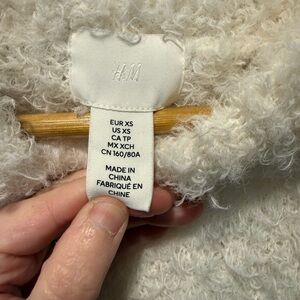 H&M
EUR XS
US XS
CA TP
MX XCH
CN 160/80A
MADE IN
CHINA
FABRIQUÉ EN
CHINE